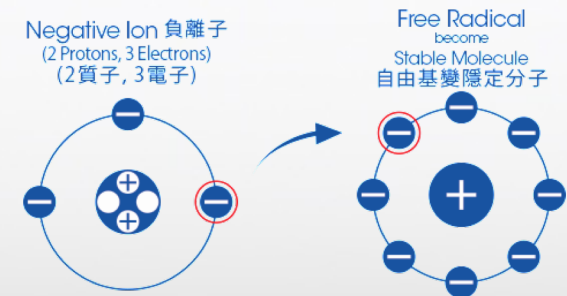 Negative Ion 負離子
(2 Protons, 3 Electrons)
(2質子, 3電子)
Free Radical
become
Stable Molecule
自由基變隱定分子